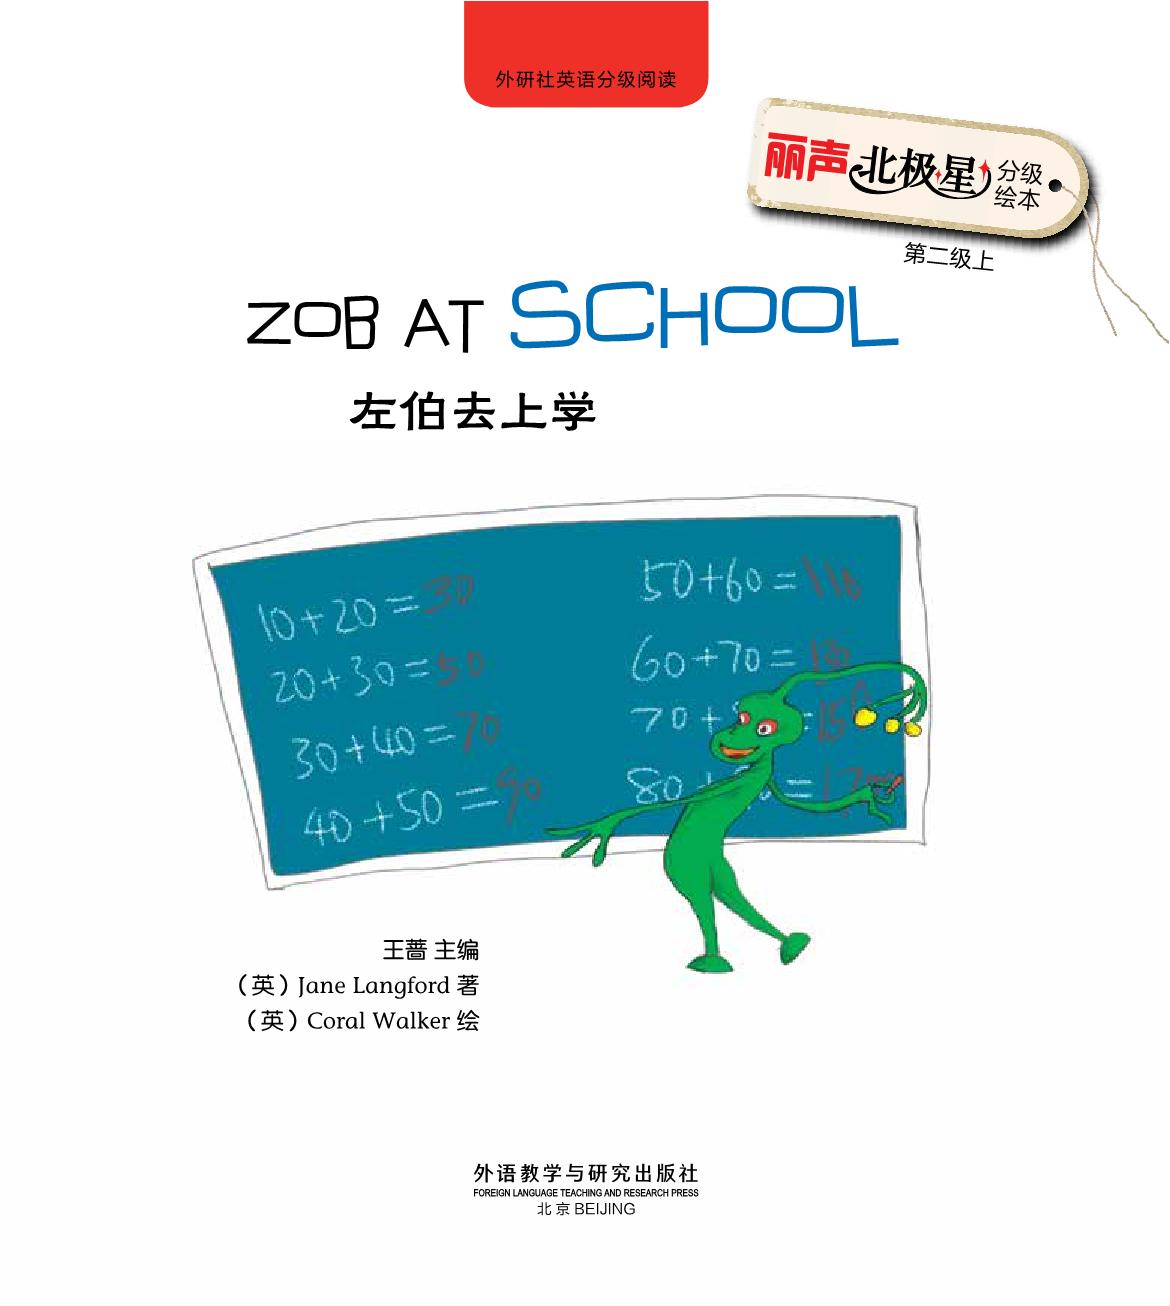 外研社英语分级阅读
丽声北极星分级绘本
第二级上
ZOB AT SCHOOL
左伯去上学
10+20=30
20+30=50
30+40=70
40+50=90
50+60=110
60+70=130
70+
80+
王蔷 主编
（英）Jane Langford 著
（英）Coral Walker 绘
外语教学与研究出版社
FOREIGN LANGUAGE TEACHING AND RESEARCH PRESS
北京 BEIJING